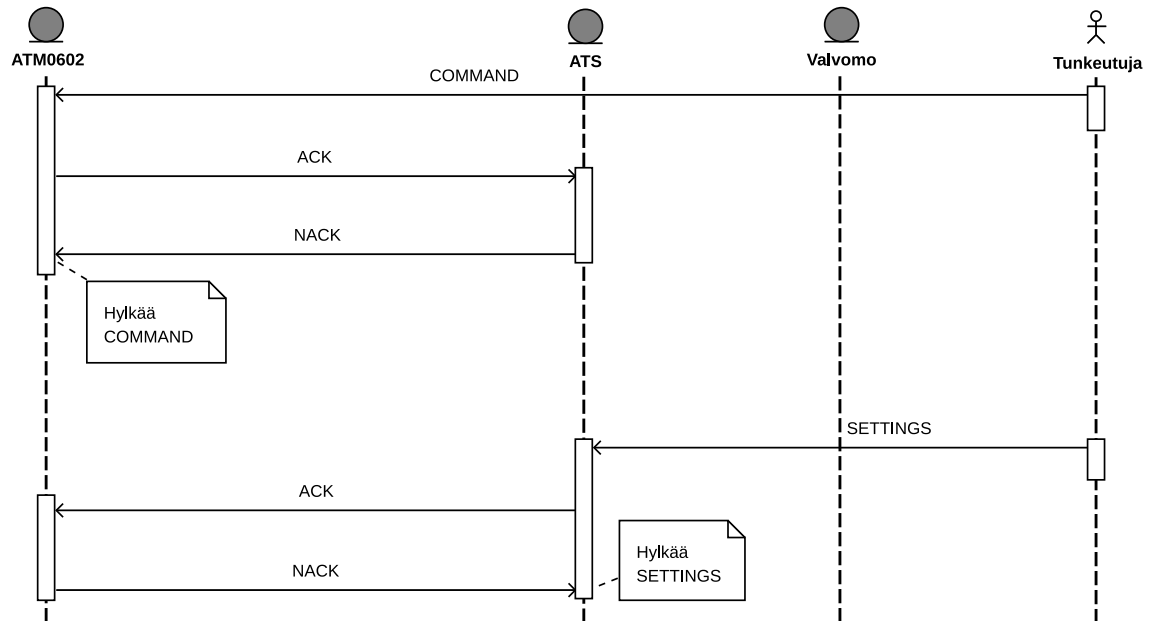 ATM0602
ATS
Valvomo
Tunkeutuja
COMMAND
ACK
NACK
Hylkää
COMMAND
SETTINGS
ACK
Hylkää
SETTINGS
NACK